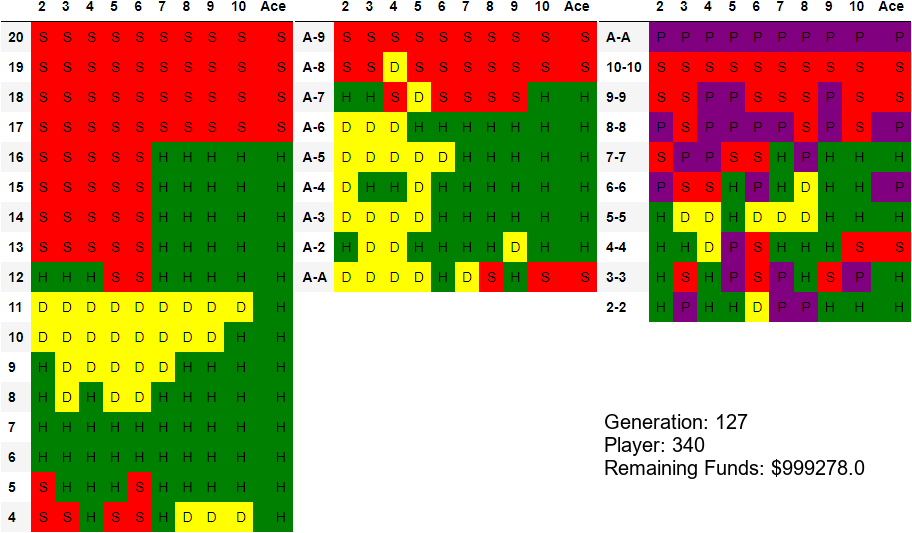 2 3 4 5 6 7 8 9 10 Ace
20 S S S S S S S S S S
19 S S S S S S S S S S
18 S S S S S S S S S S
17 S S S S S S S S S S
16 S S S S S H H H H H
15 S S S S S H H H H H
14 S S S S S H H H H H
13 S S S S S H H H H H
12 H H H S S H H H H H
11 D D D D D D D D D H
10 D D D D D D D D H H
9 H D D D D D H H H H
8 H D H D D H H H H H
7 H H H H H H H H H H
6 H H H H H H H H H H
5 S H H H S H H H H H
4 S S H S S H D D D H
2 3 4 5 6 7 8 9 10 Ace
A-9 S S S S S S S S S S
A-8 S S D S S S S S S S
A-7 H H S D S S S S H H
A-6 D D D H H H H H H H
A-5 D D D D D H H H H H
A-4 D H H D H H H H H H
A-3 D D D D H H H H H H
A-2 H D D H H H H D H H
A-A D D D D H D S H S S
2 3 4 5 6 7 8 9 10 Ace
A-A P P P P P P P P P P
10-10 S S S S S S S S S S
9-9 S S P P S S S P S S
8-8 P S P P P P S P S P
7-7 S P P S S H P H H H
6-6 P S S H P H D H H P
5-5 H D D H D D D H H H
4-4 H H D P S H H H S S
3-3 H S H P S P H S P H
2-2 H P H H D P P H H H
Generation: 127
Player: 340
Remaining Funds: $999278.0